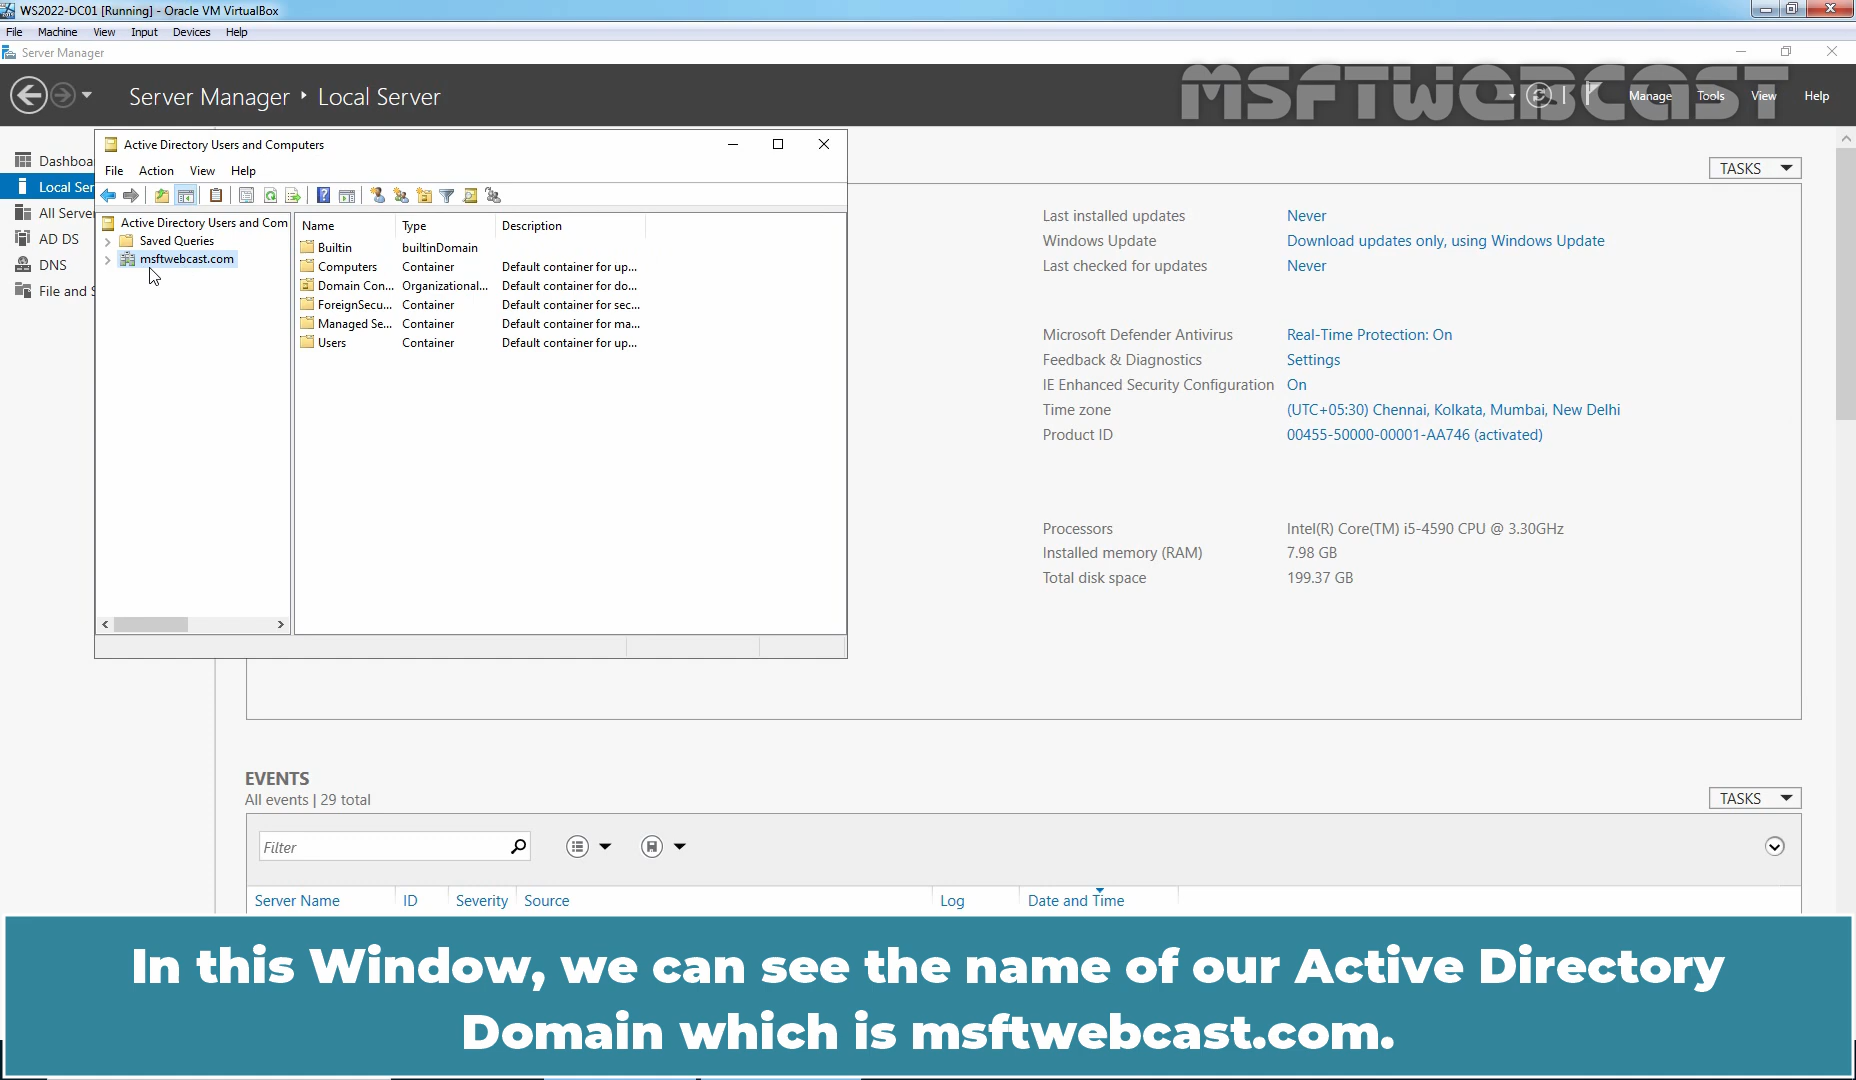 WS2022-DC01 [Running] - Oracle VM VirtualBox
File Machine View Input Devices Help
Server Manager
Server Manager ‣ Local Server
MSFTWEBCAST
Manage Tools View Help
Active Directory Users and Computers
File Action View Help
Dashboa
Local Ser
All Serve
AD DS
DNS
File and S
Active Directory Users and Com
Saved Queries
msftwebcast.com
Name Type Description
Builtin builtinDomain
Computers Container Default container for up...
Domain Con... Organizational... Default container for do...
ForeignSecu... Container Default container for sec...
Managed Se... Container Default container for ma...
Users Container Default container for up...
TASKS
Last installed updates Never
Windows Update Download updates only, using Windows Update
Last checked for updates Never
Microsoft Defender Antivirus Real-Time Protection: On
Feedback & Diagnostics Settings
IE Enhanced Security Configuration On
Time zone (UTC+05:30) Chennai, Kolkata, Mumbai, New Delhi
Product ID 00455-50000-00001-AA746 (activated)
Processors Intel(R) Core(TM) i5-4590 CPU @ 3.30GHz
Installed memory (RAM) 7.98 GB
Total disk space 199.37 GB
EVENTS
All events | 29 total
TASKS
Filter
Server Name ID Severity Source Log Date and Time
In this Window, we can see the name of our Active Directory
Domain which is msftwebcast.com.